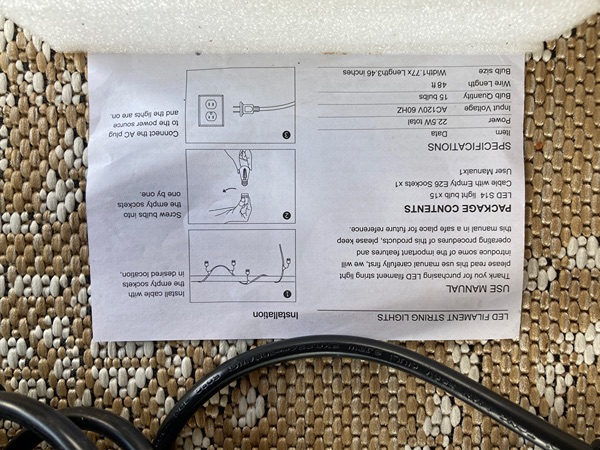 LED FILAMENT STRING LIGHTS
USE MANUAL
Thank you for purchasing LED filament string light
please read this use manual carefully first, we will
introduce some of the important features and
operating procedures of this products, please keep
this manual in a safe place for future reference.
PACKAGE CONTENTS
LED S14 light bulb x15
Cable with Empty E26 Sockets x1
User Manualx1
SPECIFICATIONS
Item Data
Power 22.5W total
Input Voltage AC120V 60HZ
Bulb Quantity 15 bulbs
Wire Length 48 ft
Bulb size Width1.77x Length3.46 inches
Installation
1
Install cable with
the empty sockets
in desired location,
2
Screw bulbs into
the empty sockets
one by one.
3
Connect the AC plug
to the power source
and the lights are on.